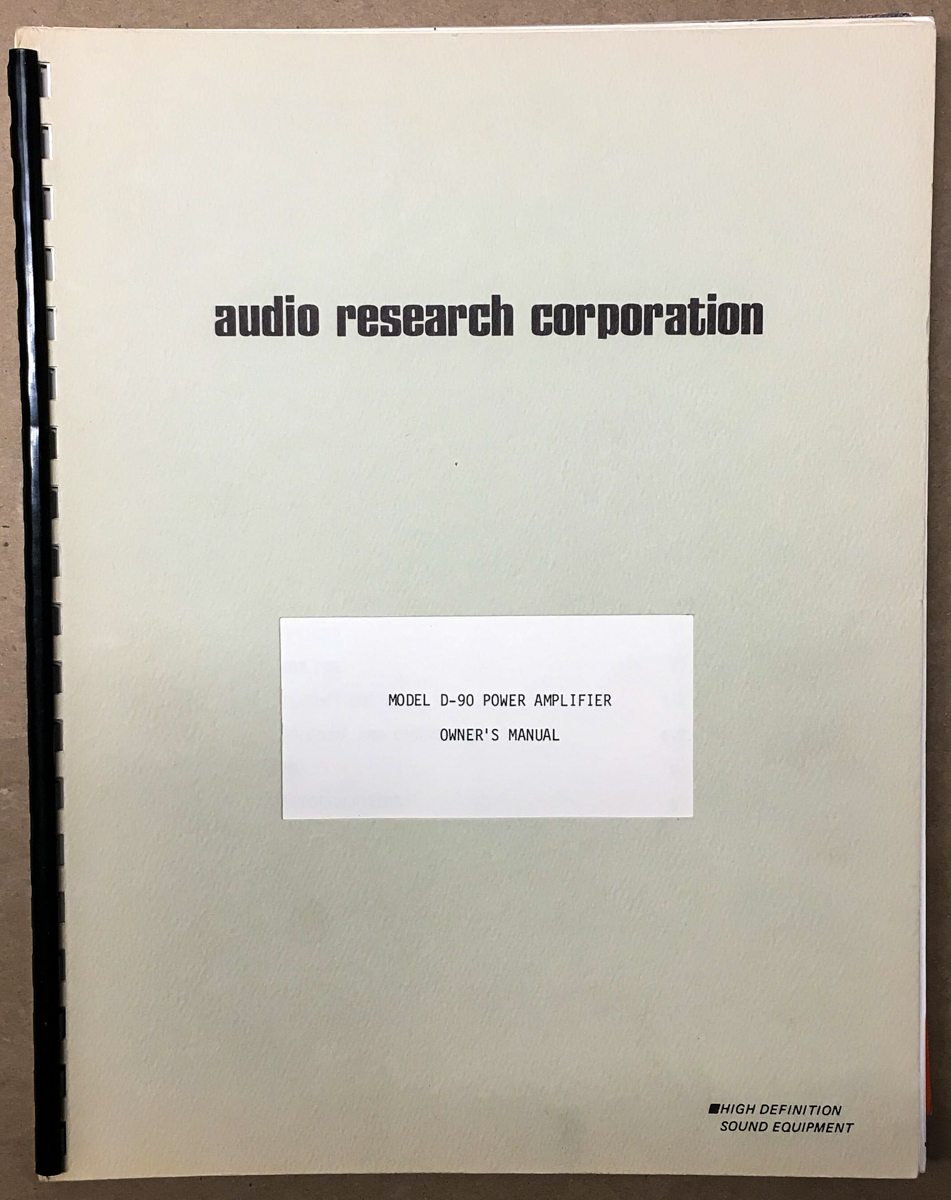 audio research corporation
MODEL D-90 POWER AMPLIFIER
OWNER'S MANUAL
■HIGH DEFINITION
SOUND EQUIPMENT